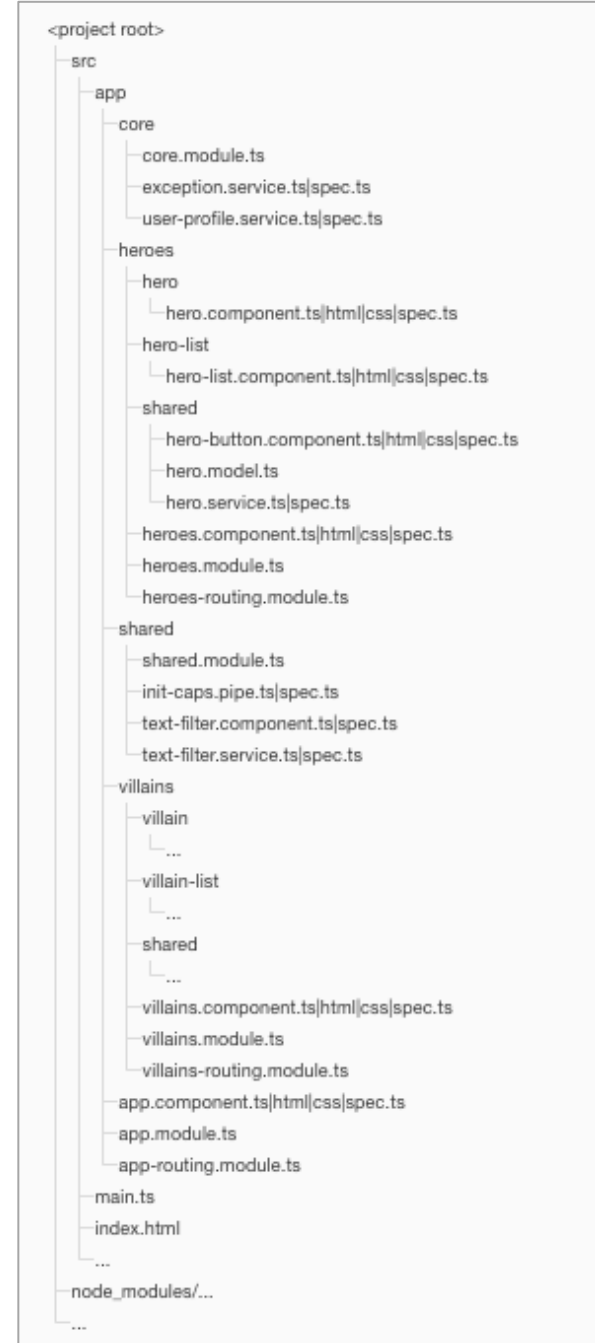 <project root>
src
app
core
core.module.ts
exception.service.ts|spec.ts
user-profile.service.ts|spec.ts
heroes
hero
hero.component.ts|html|css|spec.ts
hero-list
hero-list.component.ts|html|css|spec.ts
shared
hero-button.component.ts|html|css|spec.ts
hero.model.ts
hero.service.ts|spec.ts
heroes.component.ts|html|css|spec.ts
heroes.module.ts
heroes-routing.module.ts
shared
shared.module.ts
init-caps.pipe.ts|spec.ts
text-filter.component.ts|spec.ts
text-filter.service.ts|spec.ts
villains
villain
...
villain-list
...
shared
...
villains.component.ts|html|css|spec.ts
villains.module.ts
villains-routing.module.ts
app.component.ts|html|css|spec.ts
app.module.ts
app-routing.module.ts
main.ts
index.html
...
node_modules/...
...